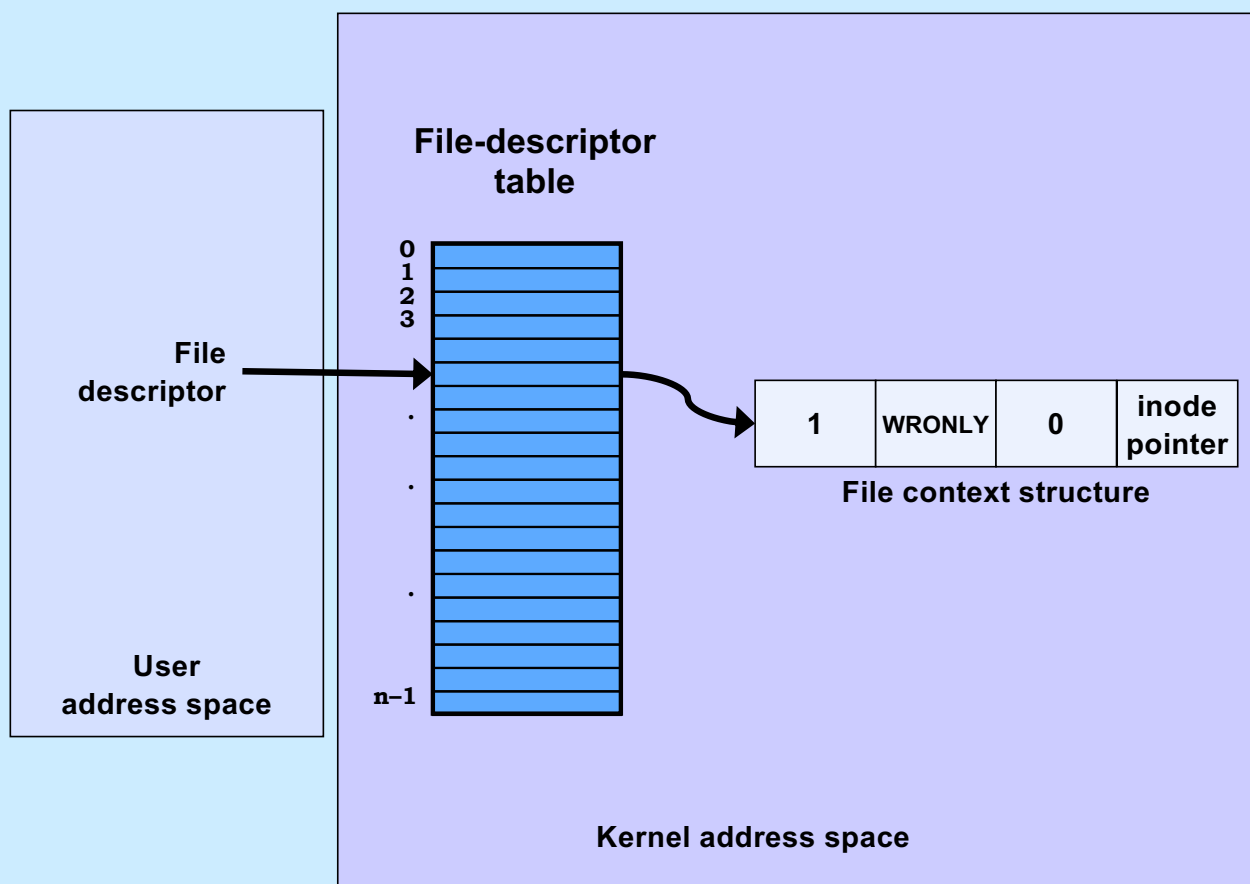 File-descriptor
table
0
1
2
3
File
descriptor
.
.
.
1
WRONLY
0
inode
pointer
File context structure
User
address space
n–1
Kernel address space